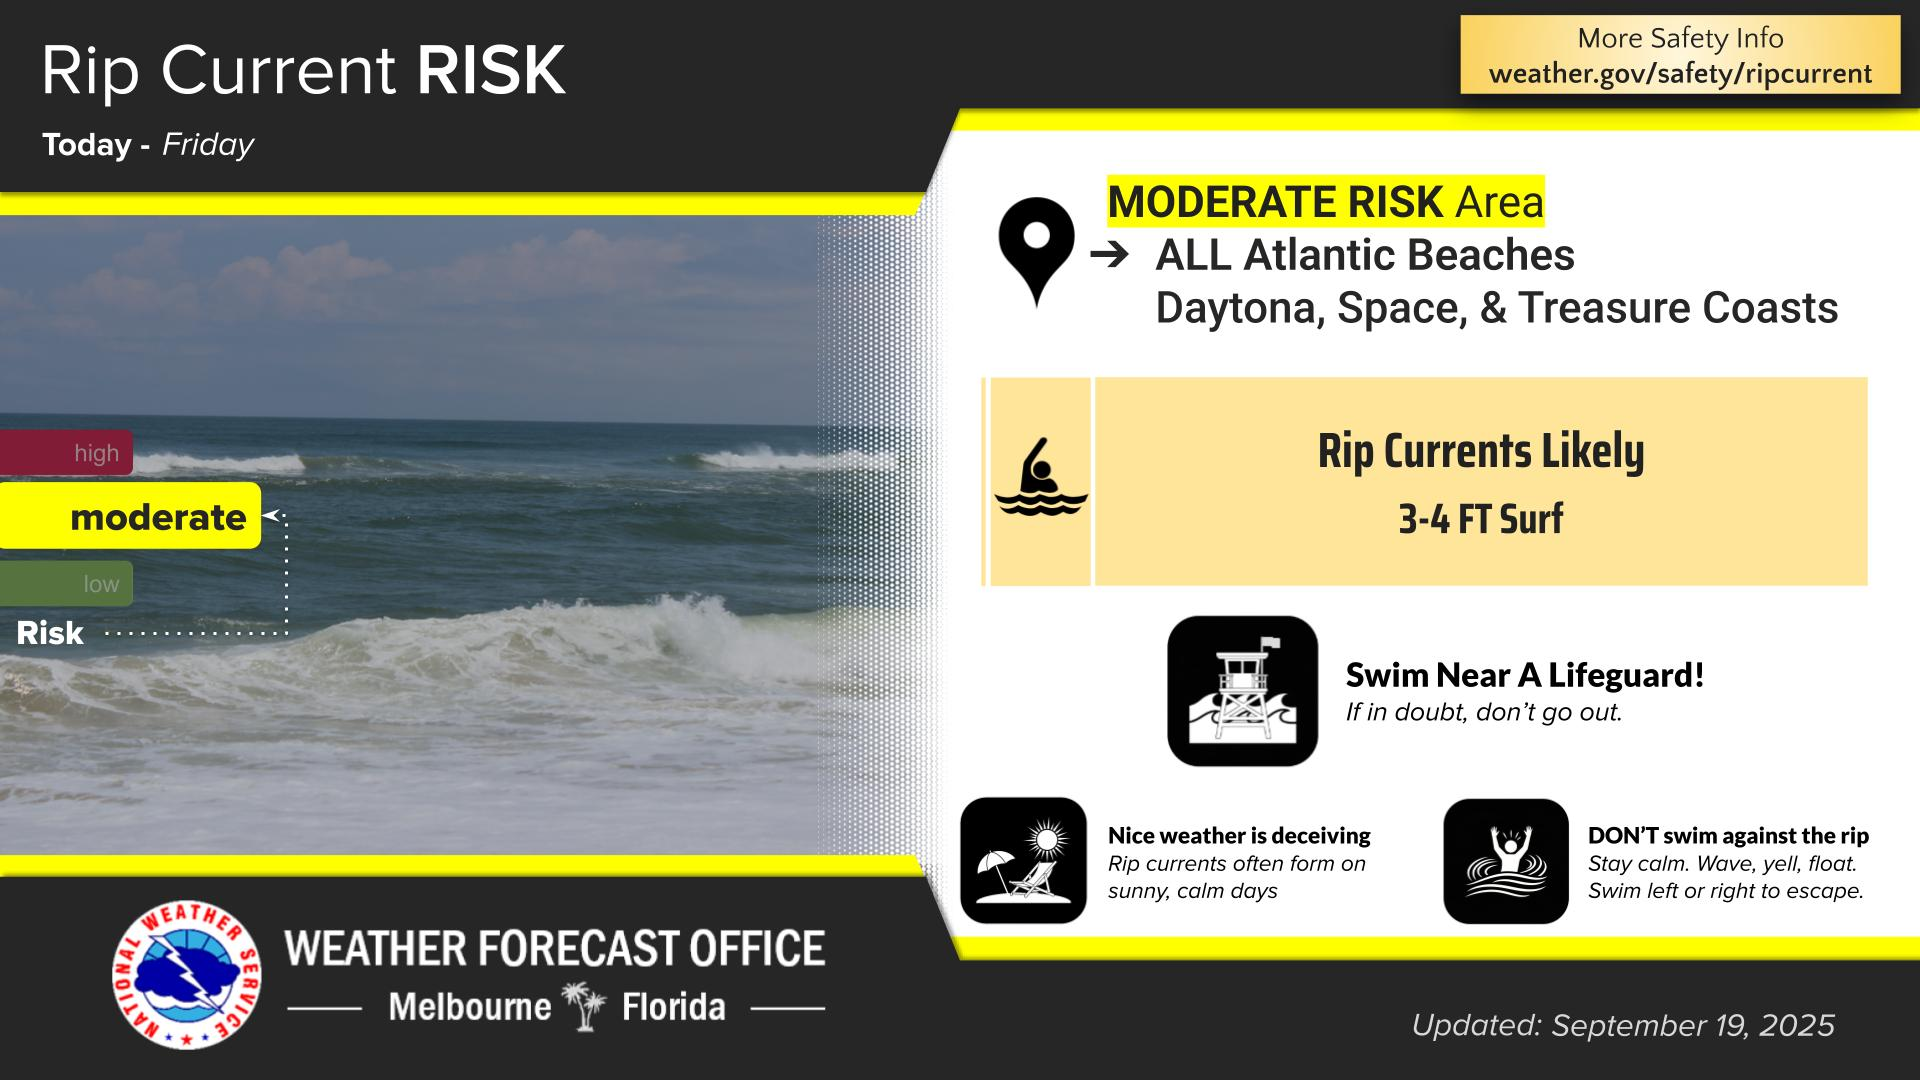 Rip Current RISK
Today - Friday
More Safety Info
weather.gov/safety/ripcurrent
MODERATE RISK Area
➔ ALL Atlantic Beaches
Daytona, Space, & Treasure Coasts
high
moderate
low
Risk
Rip Currents Likely
3-4 FT Surf
Swim Near A Lifeguard!
If in doubt, don't go out.
Nice weather is deceiving
Rip currents often form on
sunny, calm days
DON'T swim against the rip
Stay calm. Wave, yell, float.
Swim left or right to escape.
NATIONAL WEATHER SERVICE
WEATHER FORECAST OFFICE
Melbourne Florida
Updated: September 19, 2025